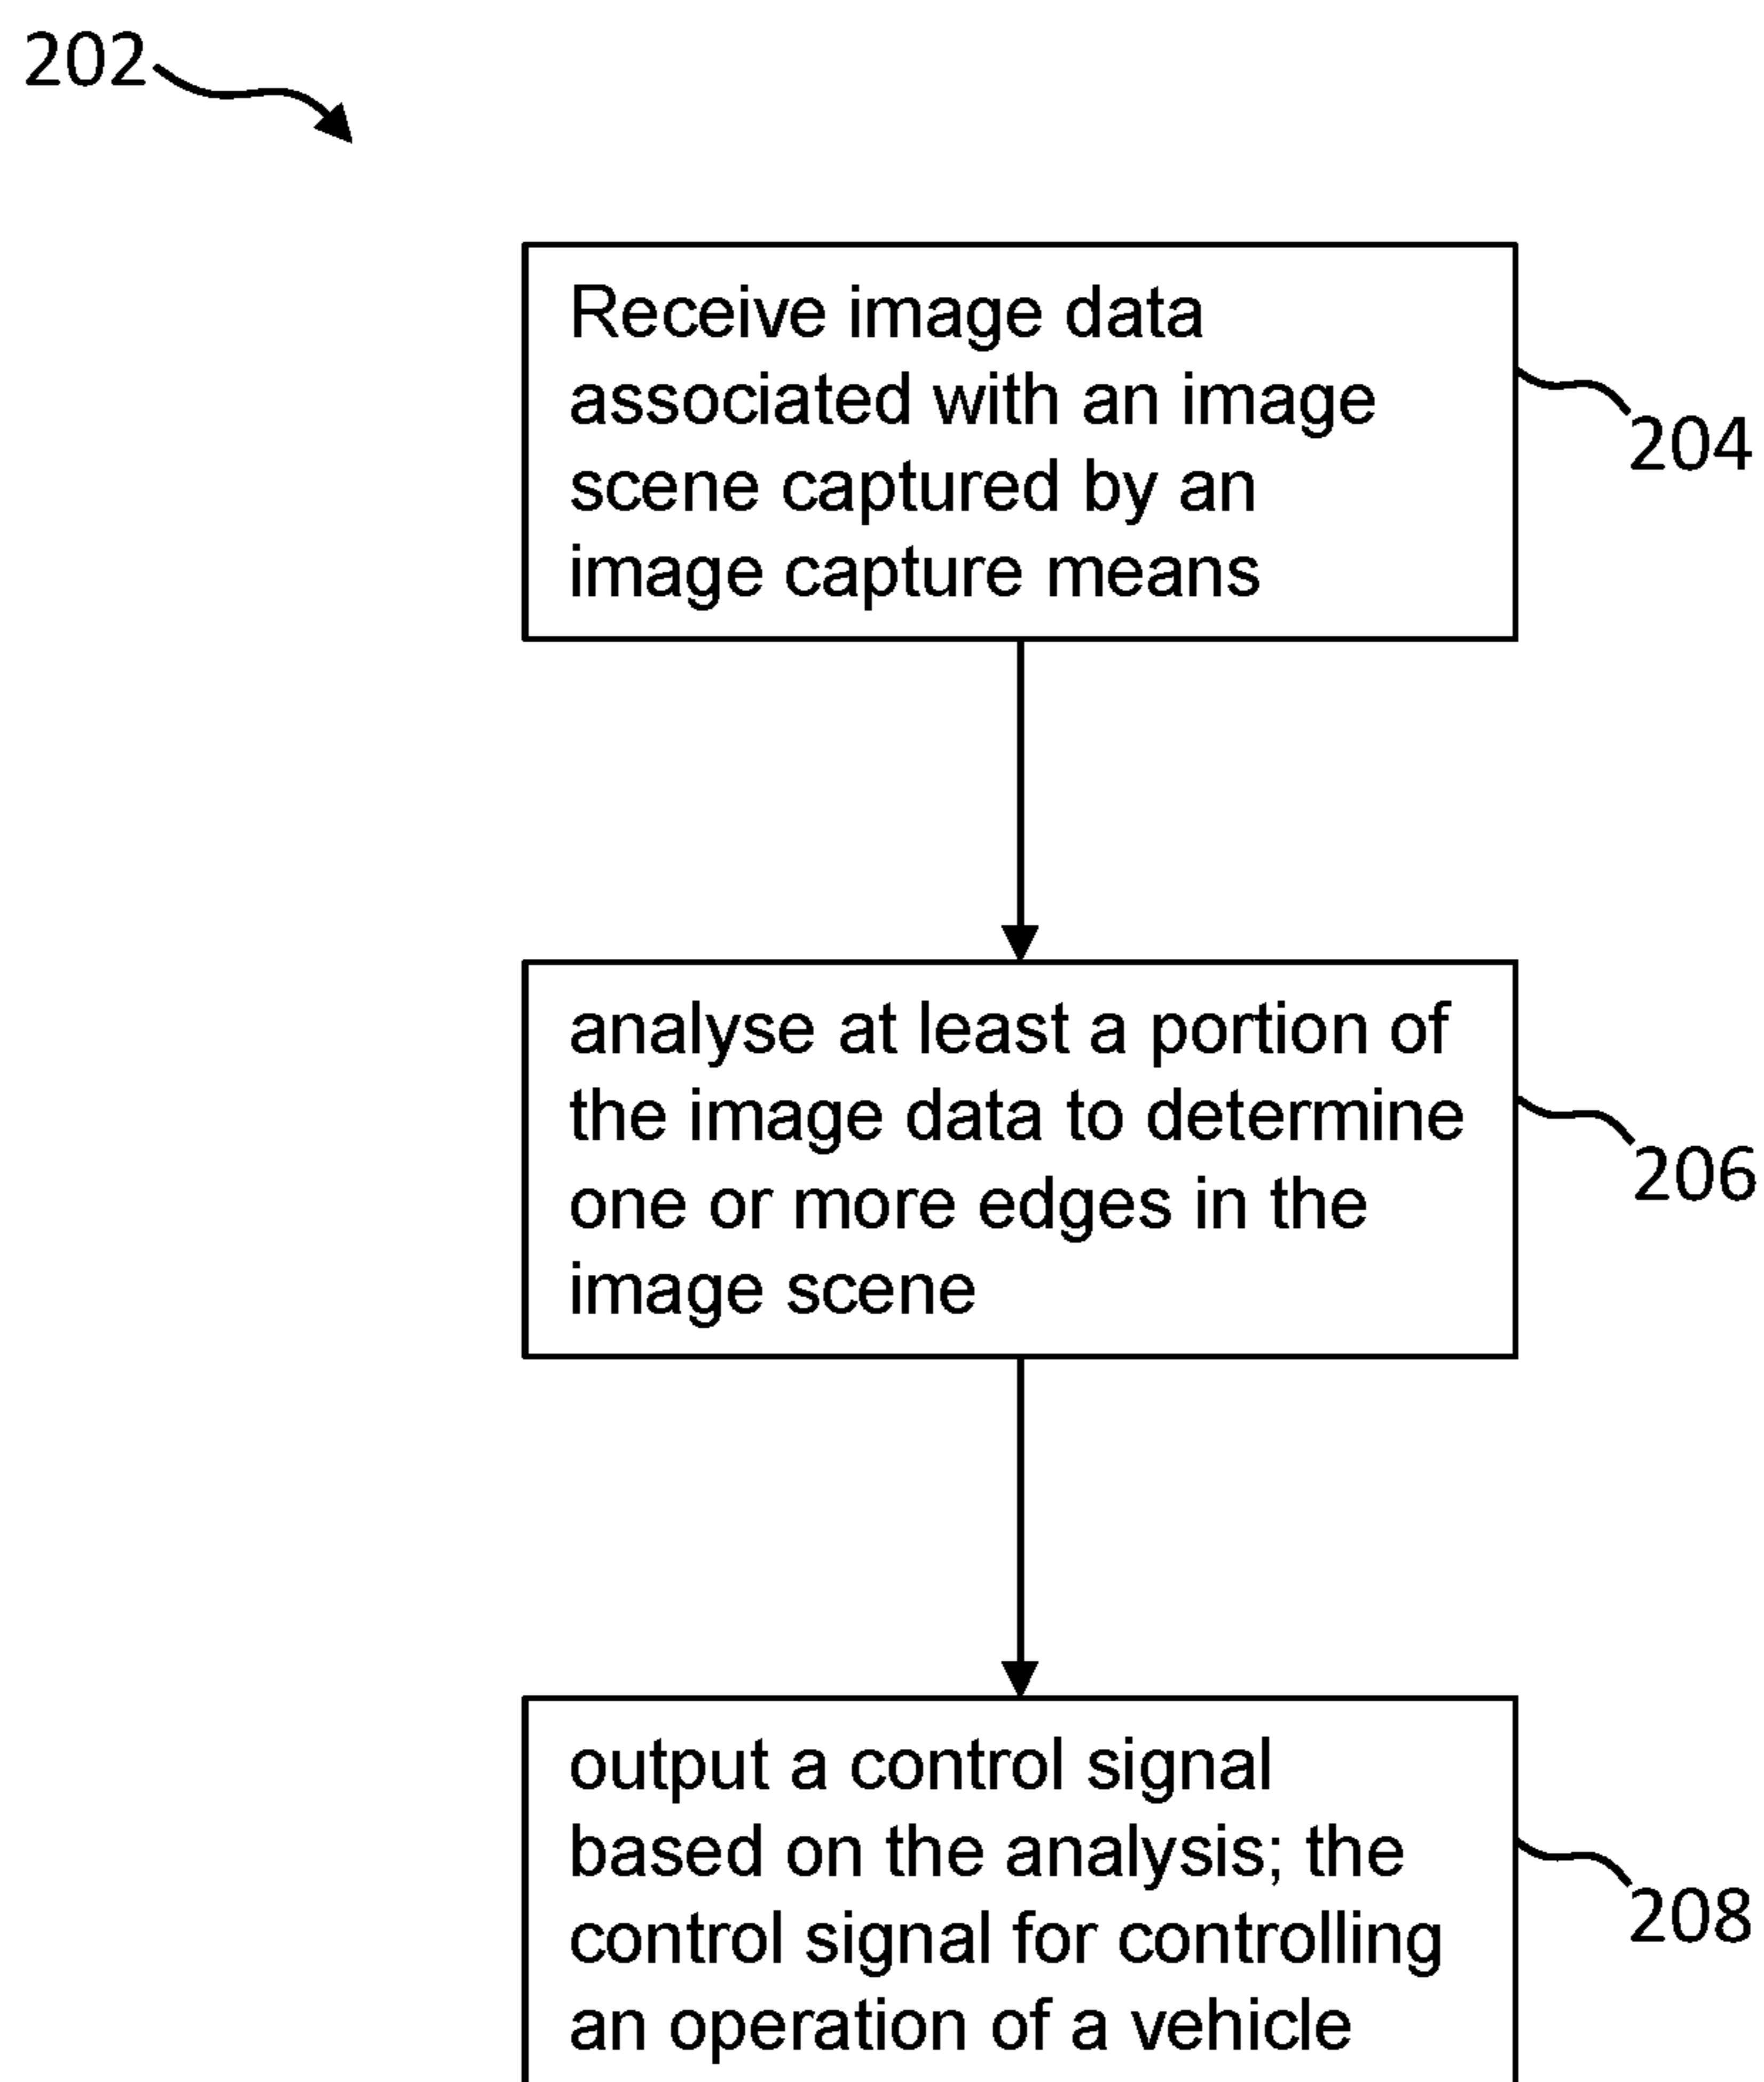 202
Receive image data
associated with an image
scene captured by an
image capture means
204
analyse at least a portion of
the image data to determine
one or more edges in the
image scene
206
output a control signal
based on the analysis; the
control signal for controlling
an operation of a vehicle
208